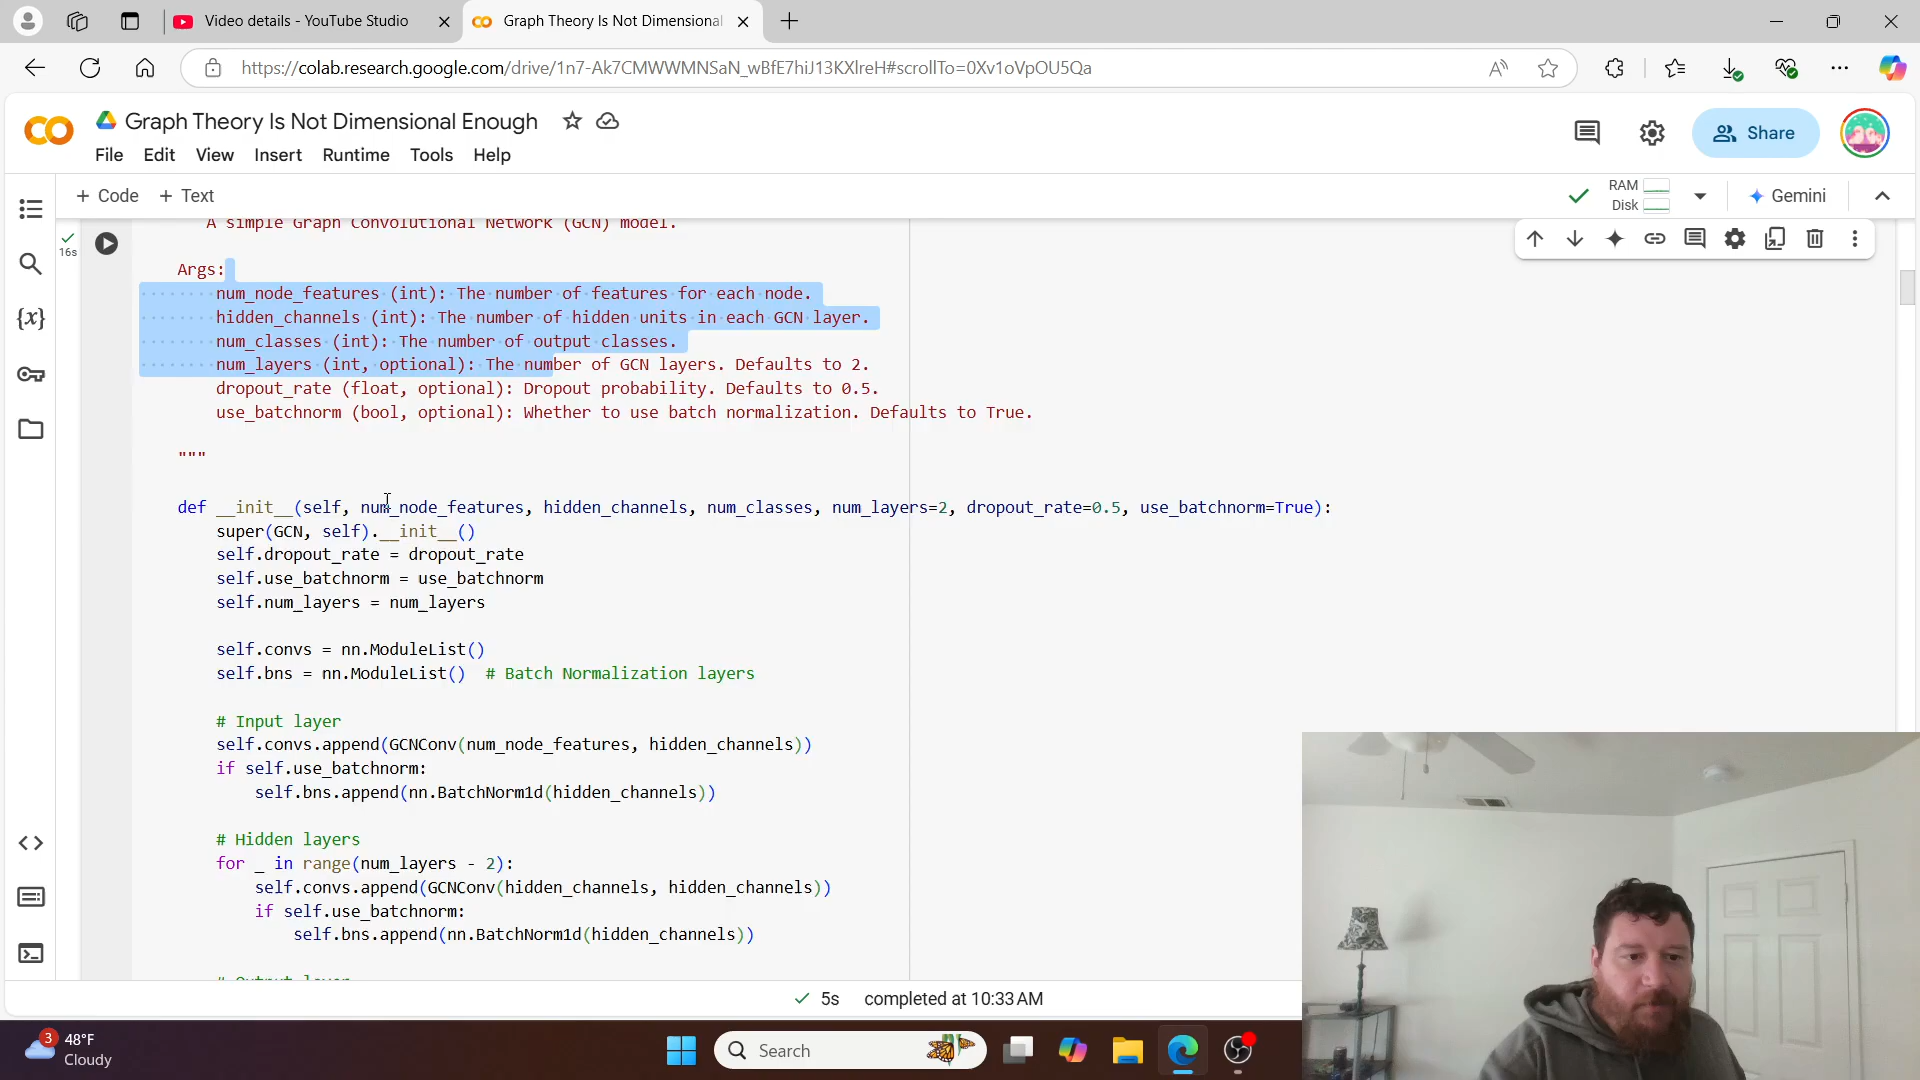 Video details - YouTube Studio
Graph Theory Is Not Dimensional
https://colab.research.google.com/drive/1n7-Ak7CMWWMNSaN_wBfE7hiJ13KXlreH#scrollTo=0Xv1oVpOU5Qa
Graph Theory Is Not Dimensional Enough
Share
File Edit View Insert Runtime Tools Help
+ Code + Text
RAM
Disk
Gemini
16s
A simple Graph Convolutional Network (GCN) model.
Args:
num_node_features (int): The number of features for each node.
hidden_channels (int): The number of hidden units in each GCN layer.
num_classes (int): The number of output classes.
num_layers (int, optional): The number of GCN layers. Defaults to 2.
dropout_rate (float, optional): Dropout probability. Defaults to 0.5.
use_batchnorm (bool, optional): Whether to use batch normalization. Defaults to True.
"""
def __init__(self, num_node_features, hidden_channels, num_classes, num_layers=2, dropout_rate=0.5, use_batchnorm=True):
super(GCN, self).__init__()
self.dropout_rate = dropout_rate
self.use_batchnorm = use_batchnorm
self.num_layers = num_layers
self.convs = nn.ModuleList()
self.bns = nn.ModuleList()  # Batch Normalization layers
# Input layer
self.convs.append(GCNConv(num_node_features, hidden_channels))
if self.use_batchnorm:
self.bns.append(nn.BatchNorm1d(hidden_channels))
# Hidden layers
for _ in range(num_layers - 2):
self.convs.append(GCNConv(hidden_channels, hidden_channels))
if self.use_batchnorm:
self.bns.append(nn.BatchNorm1d(hidden_channels))
# Output layer
5s completed at 10:33 AM
3
48°F
Cloudy
Search